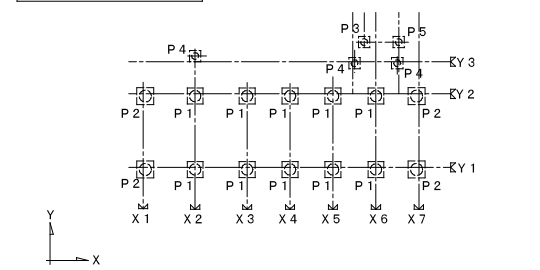 P 3 P 5
P 4 Y 3
P 4 P 4
Y 2
P 2 P 1 P 1 P 1 P 1 P 1 P 2
Y 1
P 2 P 1 P 1 P 1 P 1 P 1 P 2
X 1 X 2 X 3 X 4 X 5 X 6 X 7
Y
X